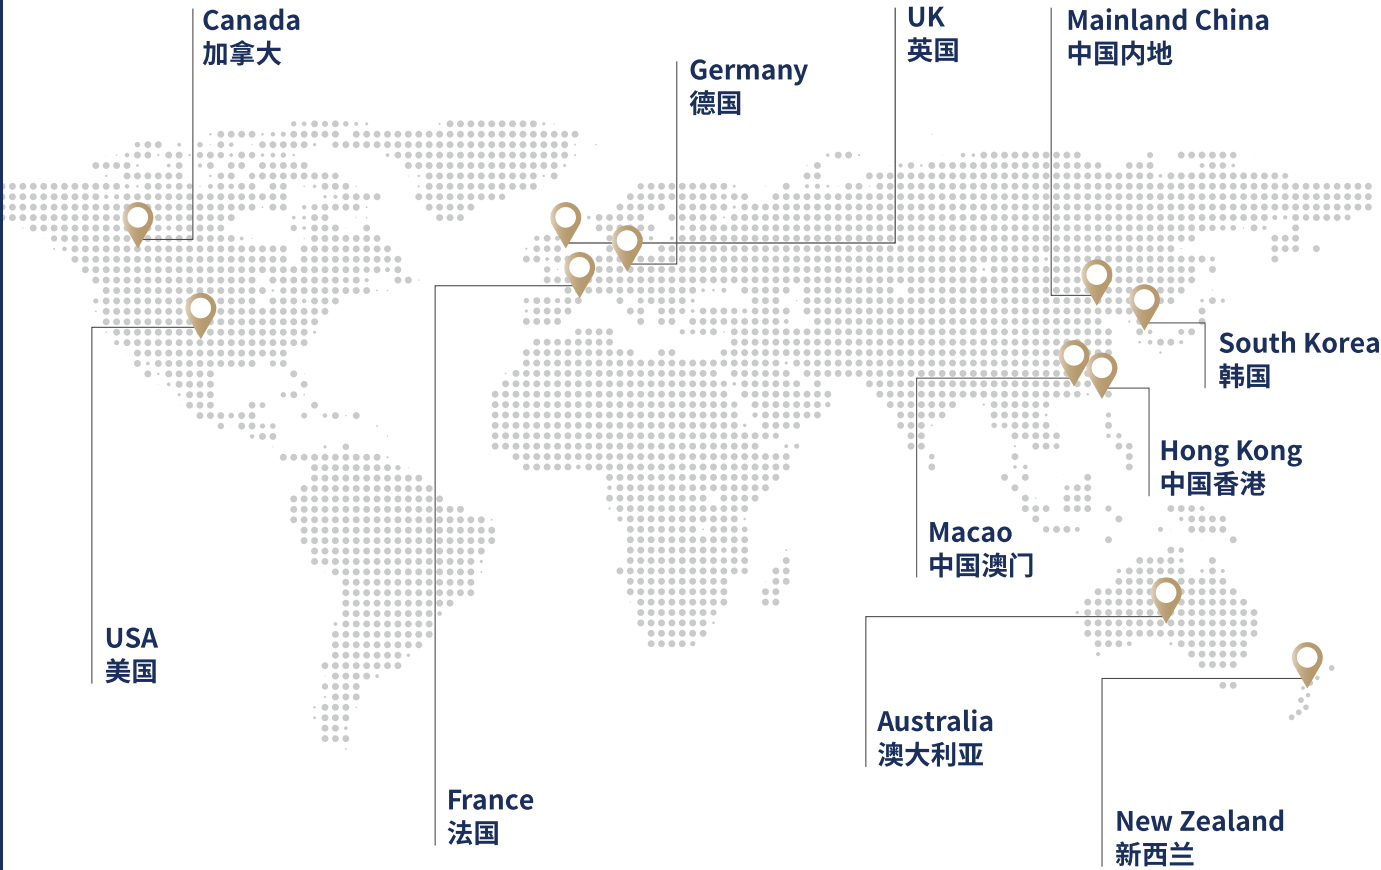 Canada
加拿大
UK
英国
Mainland China
中国内地
Germany
德国
South Korea
韩国
Hong Kong
中国香港
Macao
中国澳门
USA
美国
Australia
澳大利亚
France
法国
New Zealand
新西兰